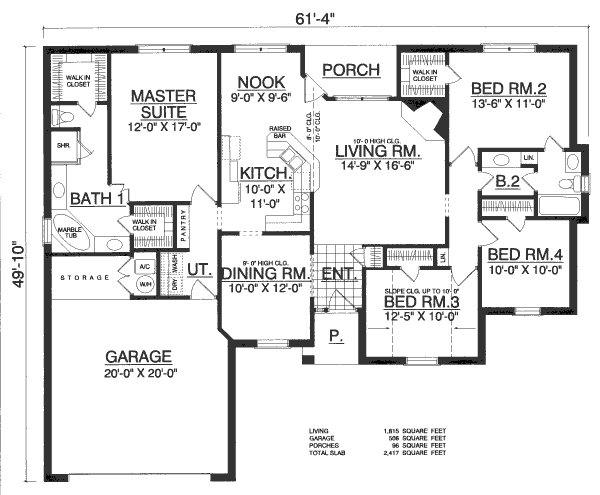 61'-4"
WALK IN
CLOSET
MASTER
SUITE
12'-0" X 17'-0"
NOOK
9'-0" X 9'-6"
PORCH
WALK IN
CLOSET
BED RM.2
13'-6" X 11'-0"
8'- 0" CLG.
10'- 0" CLG.
RAISED
BAR
10'- 0 HIGH CLG.
LIVING RM.
14'-9" X 16'-6"
SHR.
KITCH.
10'-0" X
11'-0"
LIN.
B.2
BATH 1
WALK IN
CLOSET
PANTRY
MARBLE
TUB
49'-10"
STORAGE
A/C
W/H
DRY
WASH
UT.
9'- 0" HIGH CLG.
DINING RM.
10'-0" X 12'-0"
ENT.
LIN.
BED RM.4
10'-0" X 10'-0"
SLOPE CLG. UP TO 10'- 0"
BED RM.3
12'-5" X 10'-0"
P.
GARAGE
20'-0" X 20'-0"
LIVING 1,815 SQUARE FEET
GARAGE 506 SQUARE FEET
PORCHES 96 SQUARE FEET
TOTAL SLAB 2,417 SQUARE FEET